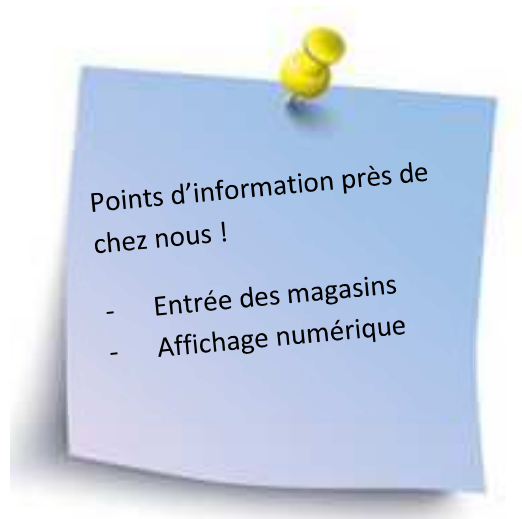 Points d’information près de
chez nous !
- Entrée des magasins
- Affichage numérique